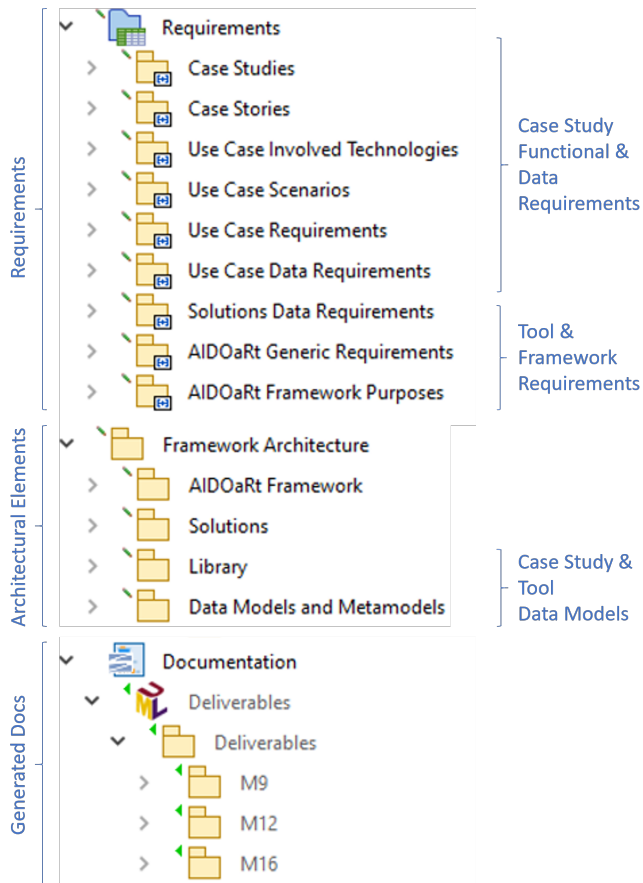 Requirements
Requirements
Case Studies
Case Stories
Use Case Involved Technologies
Use Case Scenarios
Use Case Requirements
Use Case Data Requirements
Solutions Data Requirements
AIDOaRt Generic Requirements
AIDOaRt Framework Purposes
Case Study
Functional &
Data
Requirements
Tool &
Framework
Requirements
Architectural Elements
Framework Architecture
AIDOaRt Framework
Solutions
Library
Data Models and Metamodels
Case Study &
Tool
Data Models
Generated Docs
Documentation
UML
Deliverables
Deliverables
M9
M12
M16